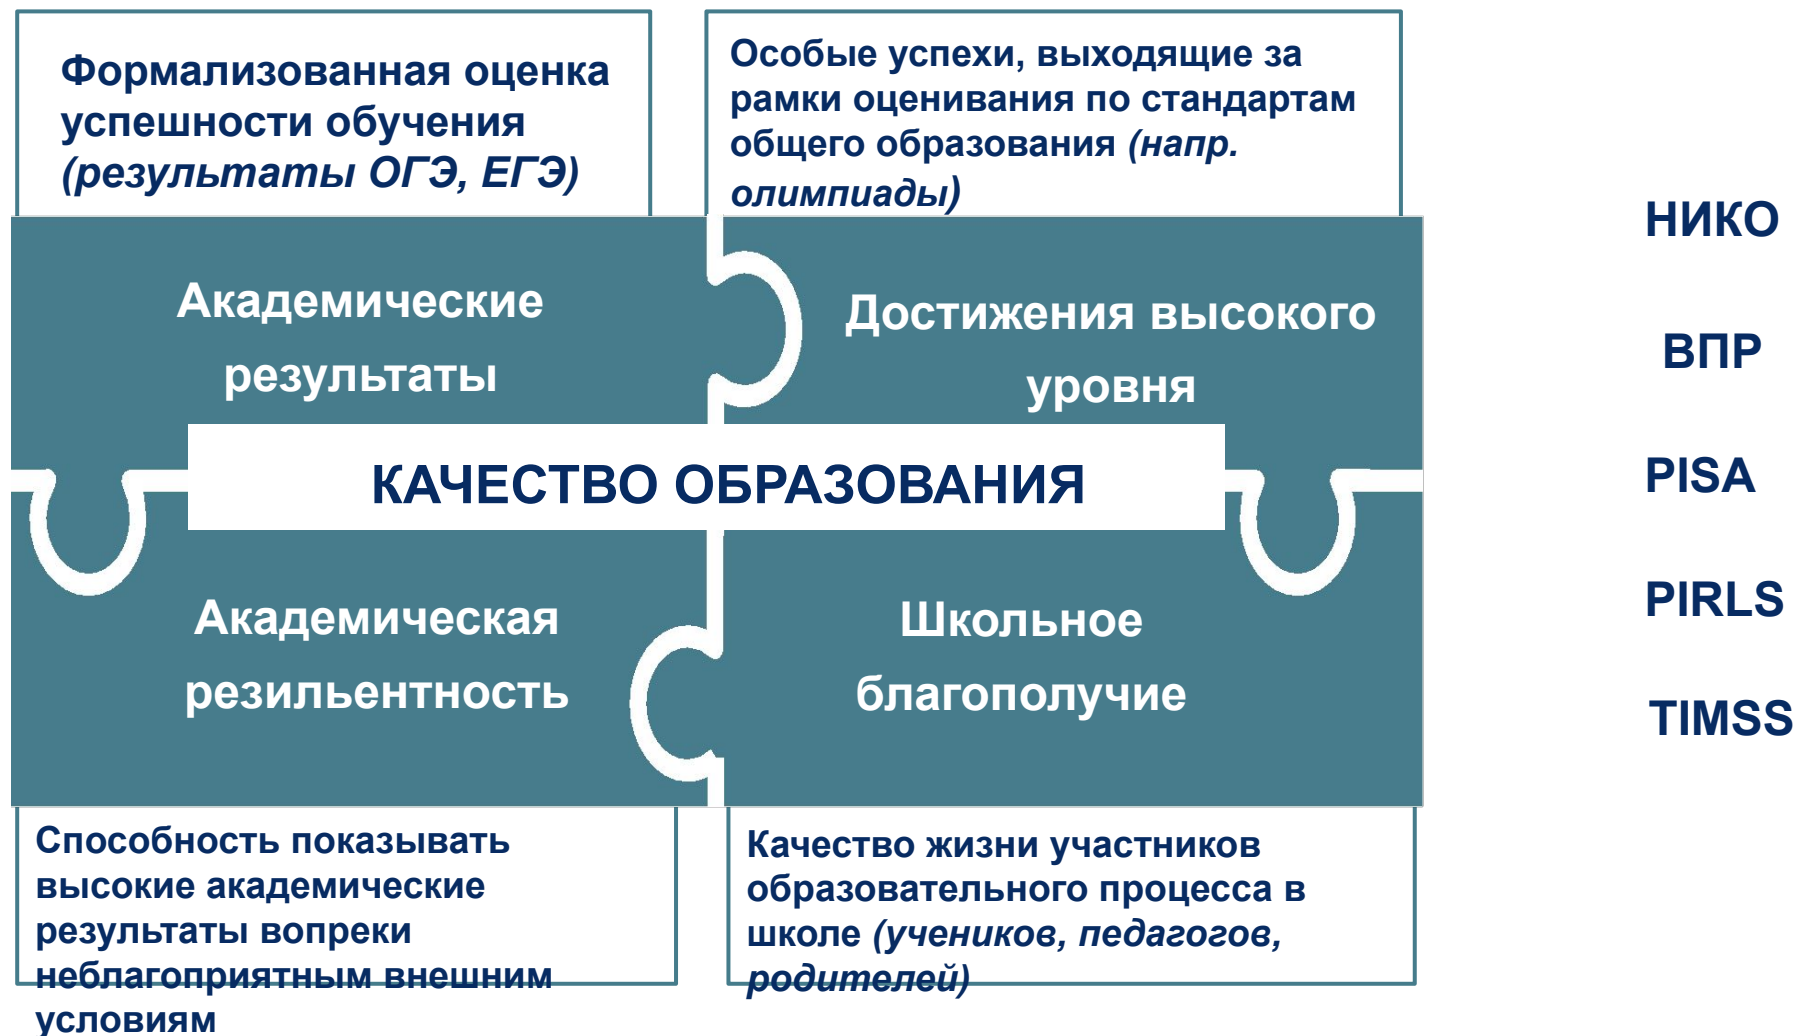 Формализованная оценка
успешности обучения
(результаты ОГЭ, ЕГЭ)
Особые успехи, выходящие за
рамки оценивания по стандартам
общего образования (напр.
олимпиады)
Академические
результаты
Достижения высокого
уровня
КАЧЕСТВО ОБРАЗОВАНИЯ
Академическая
резильентность
Школьное
благополучие
Способность показывать
высокие академические
результаты вопреки
неблагоприятным внешним
условиям
Качество жизни участников
образовательного процесса в
школе (учеников, педагогов,
родителей)
НИКО
ВПР
PISA
PIRLS
TIMSS